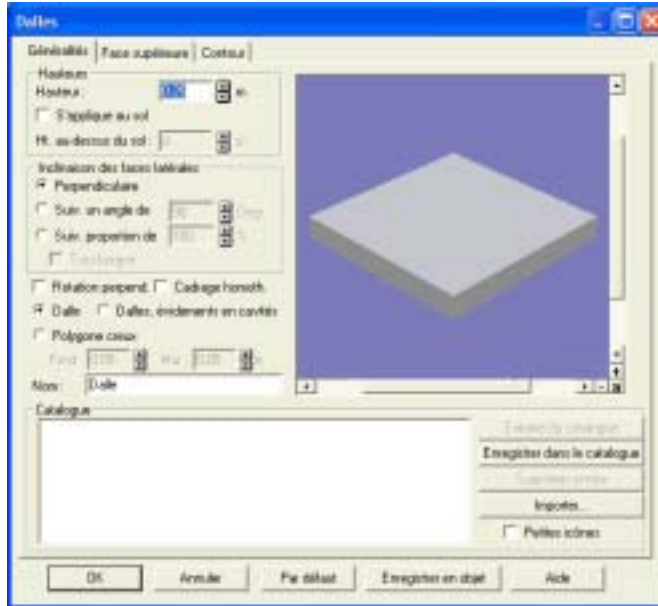 Dalles
Généralités Face supérieure Contour
Hauteurs
Hauteur : m
S'applique au sol
Ht. au-dessus du sol :
Inclinaison des faces latérales
Perpendiculaire
Suiv. un angle de
Suiv. proportion de
Rotation perpend. Cadrage homoth.
Dalle Dalles, évidements en cavités
Polygone creux
Fond
Nom : Dalle
Catalogue
Enregistrer dans le catalogue
Importer...
Petites icônes
OK Annuler Par défaut Enregistrer en objet Aide